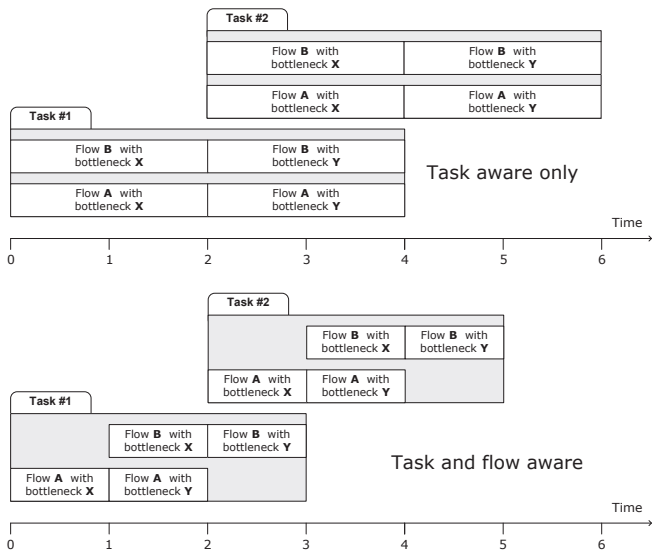 Task #2
Flow B with
bottleneck X
Flow B with
bottleneck Y
Flow A with
bottleneck X
Flow A with
bottleneck Y
Task #1
Flow B with
bottleneck X
Flow B with
bottleneck Y
Flow A with
bottleneck X
Flow A with
bottleneck Y
Task aware only
Time
0 1 2 3 4 5 6
Task #2
Flow B with
bottleneck X
Flow B with
bottleneck Y
Flow A with
bottleneck X
Flow A with
bottleneck Y
Task #1
Flow B with
bottleneck X
Flow B with
bottleneck Y
Flow A with
bottleneck X
Flow A with
bottleneck Y
Task and flow aware
Time
0 1 2 3 4 5 6